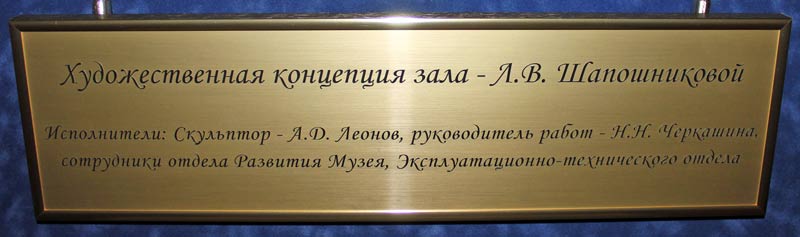 Художественная концепция зала - Л.В. Шапошниковой
Исполнители: Скульптор - А.Д. Леонов, руководитель работ - Н.Н. Черкашина,
сотрудники отдела Развития Музея, Эксплуатационно-технического отдела